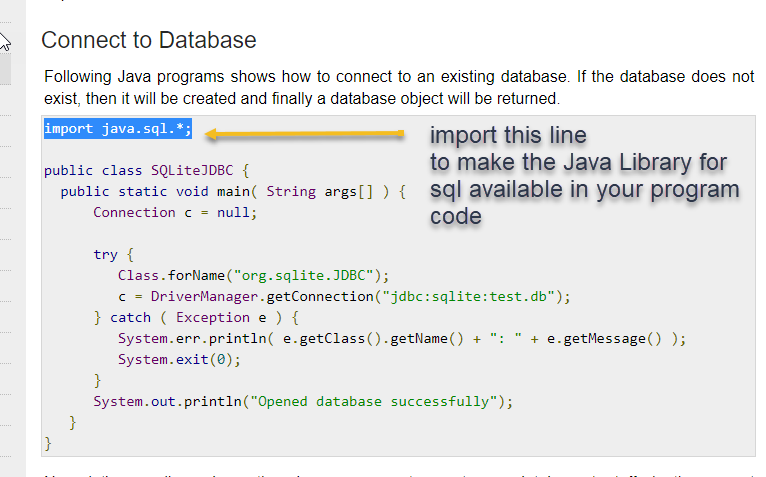 Connect to Database
Following Java programs shows how to connect to an existing database. If the database does not
exist, then it will be created and finally a database object will be returned.
import java.sql.*;
import this line
to make the Java Library for
sql available in your program
code
public class SQLiteJDBC {
public static void main( String args[] ) {
Connection c = null;
try {
Class.forName("org.sqlite.JDBC");
c = DriverManager.getConnection("jdbc:sqlite:test.db");
} catch ( Exception e ) {
System.err.println( e.getClass().getName() + ": " + e.getMessage() );
System.exit(0);
}
System.out.println("Opened database successfully");
}
}